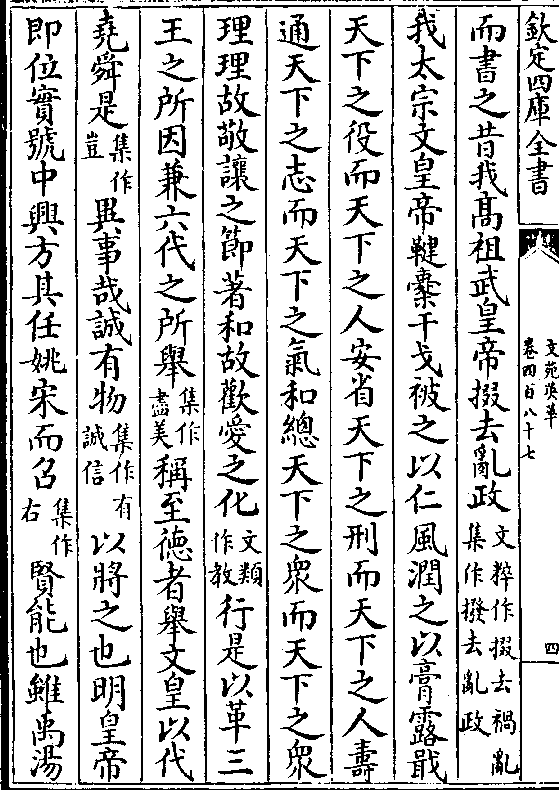 欽定四庫全書
文苑英華
卷四百八十七
四
而書之昔我髙祖武皇帝掇去亂政文粹作掇去禍亂集作撥去亂政
我太宗文皇帝鞬櫜干戈被之以仁風潤之以膏露戢
天下之役而天下之人安省天下之刑而天下之人壽
通天下之志而天下之氣和總天下之衆而天下之衆
理理故敬讓之節著和故歡愛之化文類作教行是以革三
王之所因兼六代之所舉集作盡美稱至德者舉文皇以代
堯舜是集作豈異事哉誠有物集作有誠信以將之也明皇帝
即位實號中興方其任姚宋而召集作右賢能也雖禹湯